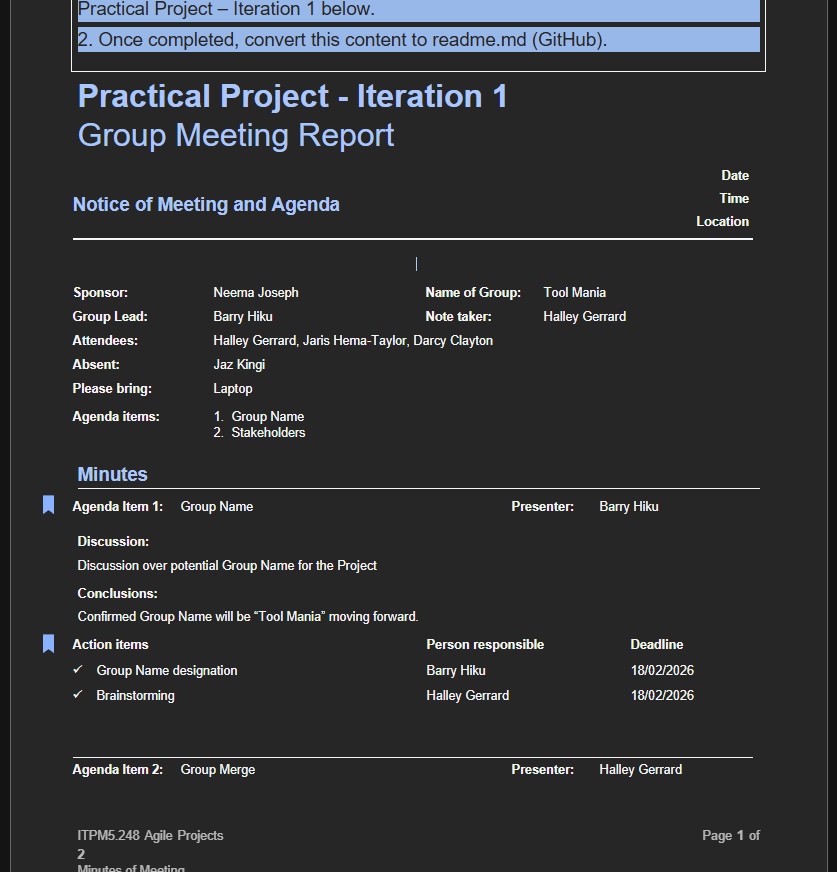 Practical Project – Iteration 1 below.
2. Once completed, convert this content to readme.md (GitHub).
Practical Project - Iteration 1
Group Meeting Report
Notice of Meeting and Agenda
Date
Time
Location
Sponsor: Neema Joseph Name of Group: Tool Mania
Group Lead: Barry Hiku Note taker: Halley Gerrard
Attendees: Halley Gerrard, Jaris Hema-Taylor, Darcy Clayton
Absent: Jaz Kingi
Please bring: Laptop
Agenda items: 1. Group Name
2. Stakeholders
Minutes
Agenda Item 1: Group Name Presenter: Barry Hiku
Discussion:
Discussion over potential Group Name for the Project
Conclusions:
Confirmed Group Name will be “Tool Mania” moving forward.
Action items Person responsible Deadline
✓ Group Name designation Barry Hiku 18/02/2026
✓ Brainstorming Halley Gerrard 18/02/2026
Agenda Item 2: Group Merge Presenter: Halley Gerrard
ITPM5.248 Agile Projects Page 1 of
2
Minutes of Meeting